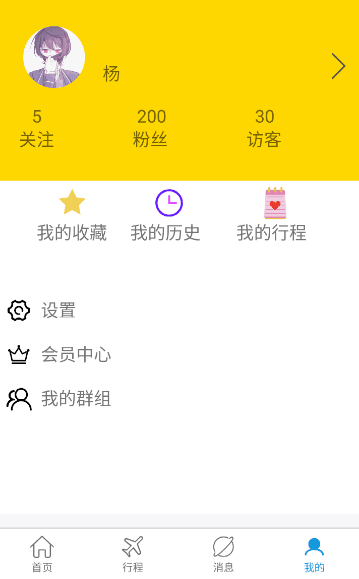 杨
5 200 30
关注 粉丝 访客
我的收藏 我的历史 我的行程
设置
会员中心
我的群组
首页 行程 消息 我的